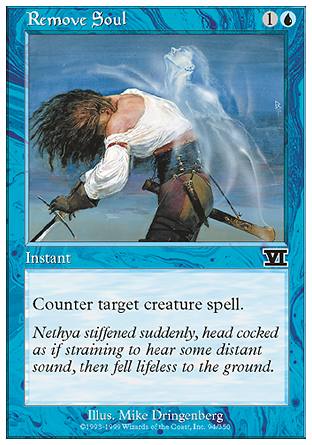 Remove Soul 1
Instant VI
Counter target creature spell.
Nethya stiffened suddenly, head cocked
as if straining to hear some distant
sound, then fell lifeless to the ground.
Illus. Mike Dringenberg
©1993-1999 Wizards of the Coast, Inc. 94/350